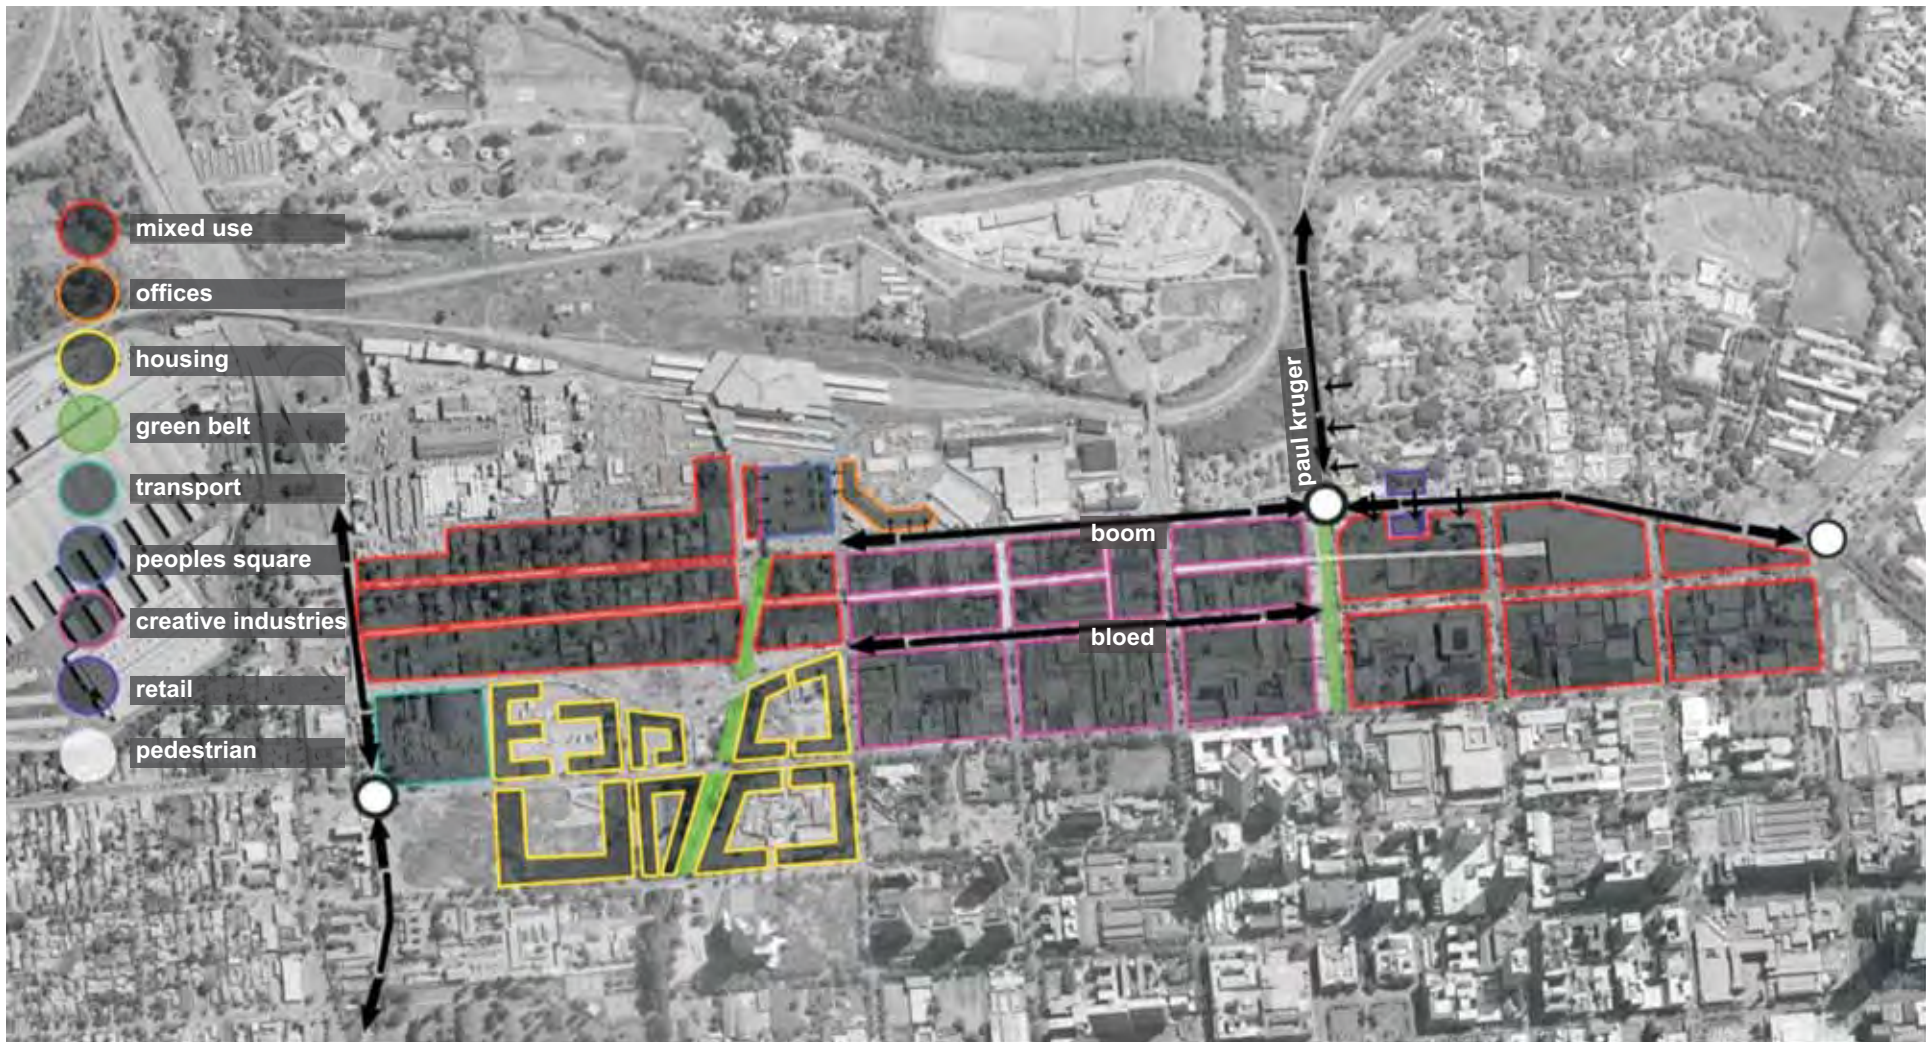 mixed use
offices
housing
green belt
transport
peoples square
creative industries
retail
pedestrian
paul kruger
boom
bloed